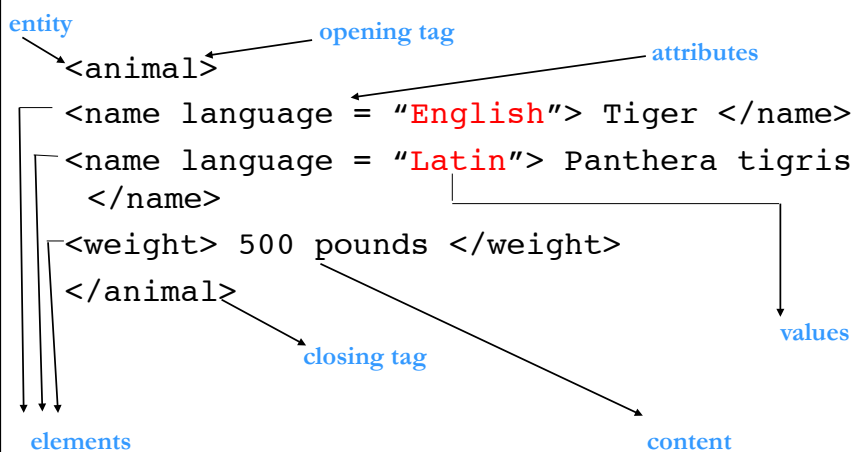 entity
opening tag
<animal>
attributes
<name language = “English”> Tiger </name>
<name language = “Latin”> Panthera tigris
</name>
<weight> 500 pounds </weight>
</animal>
values
closing tag
elements
content